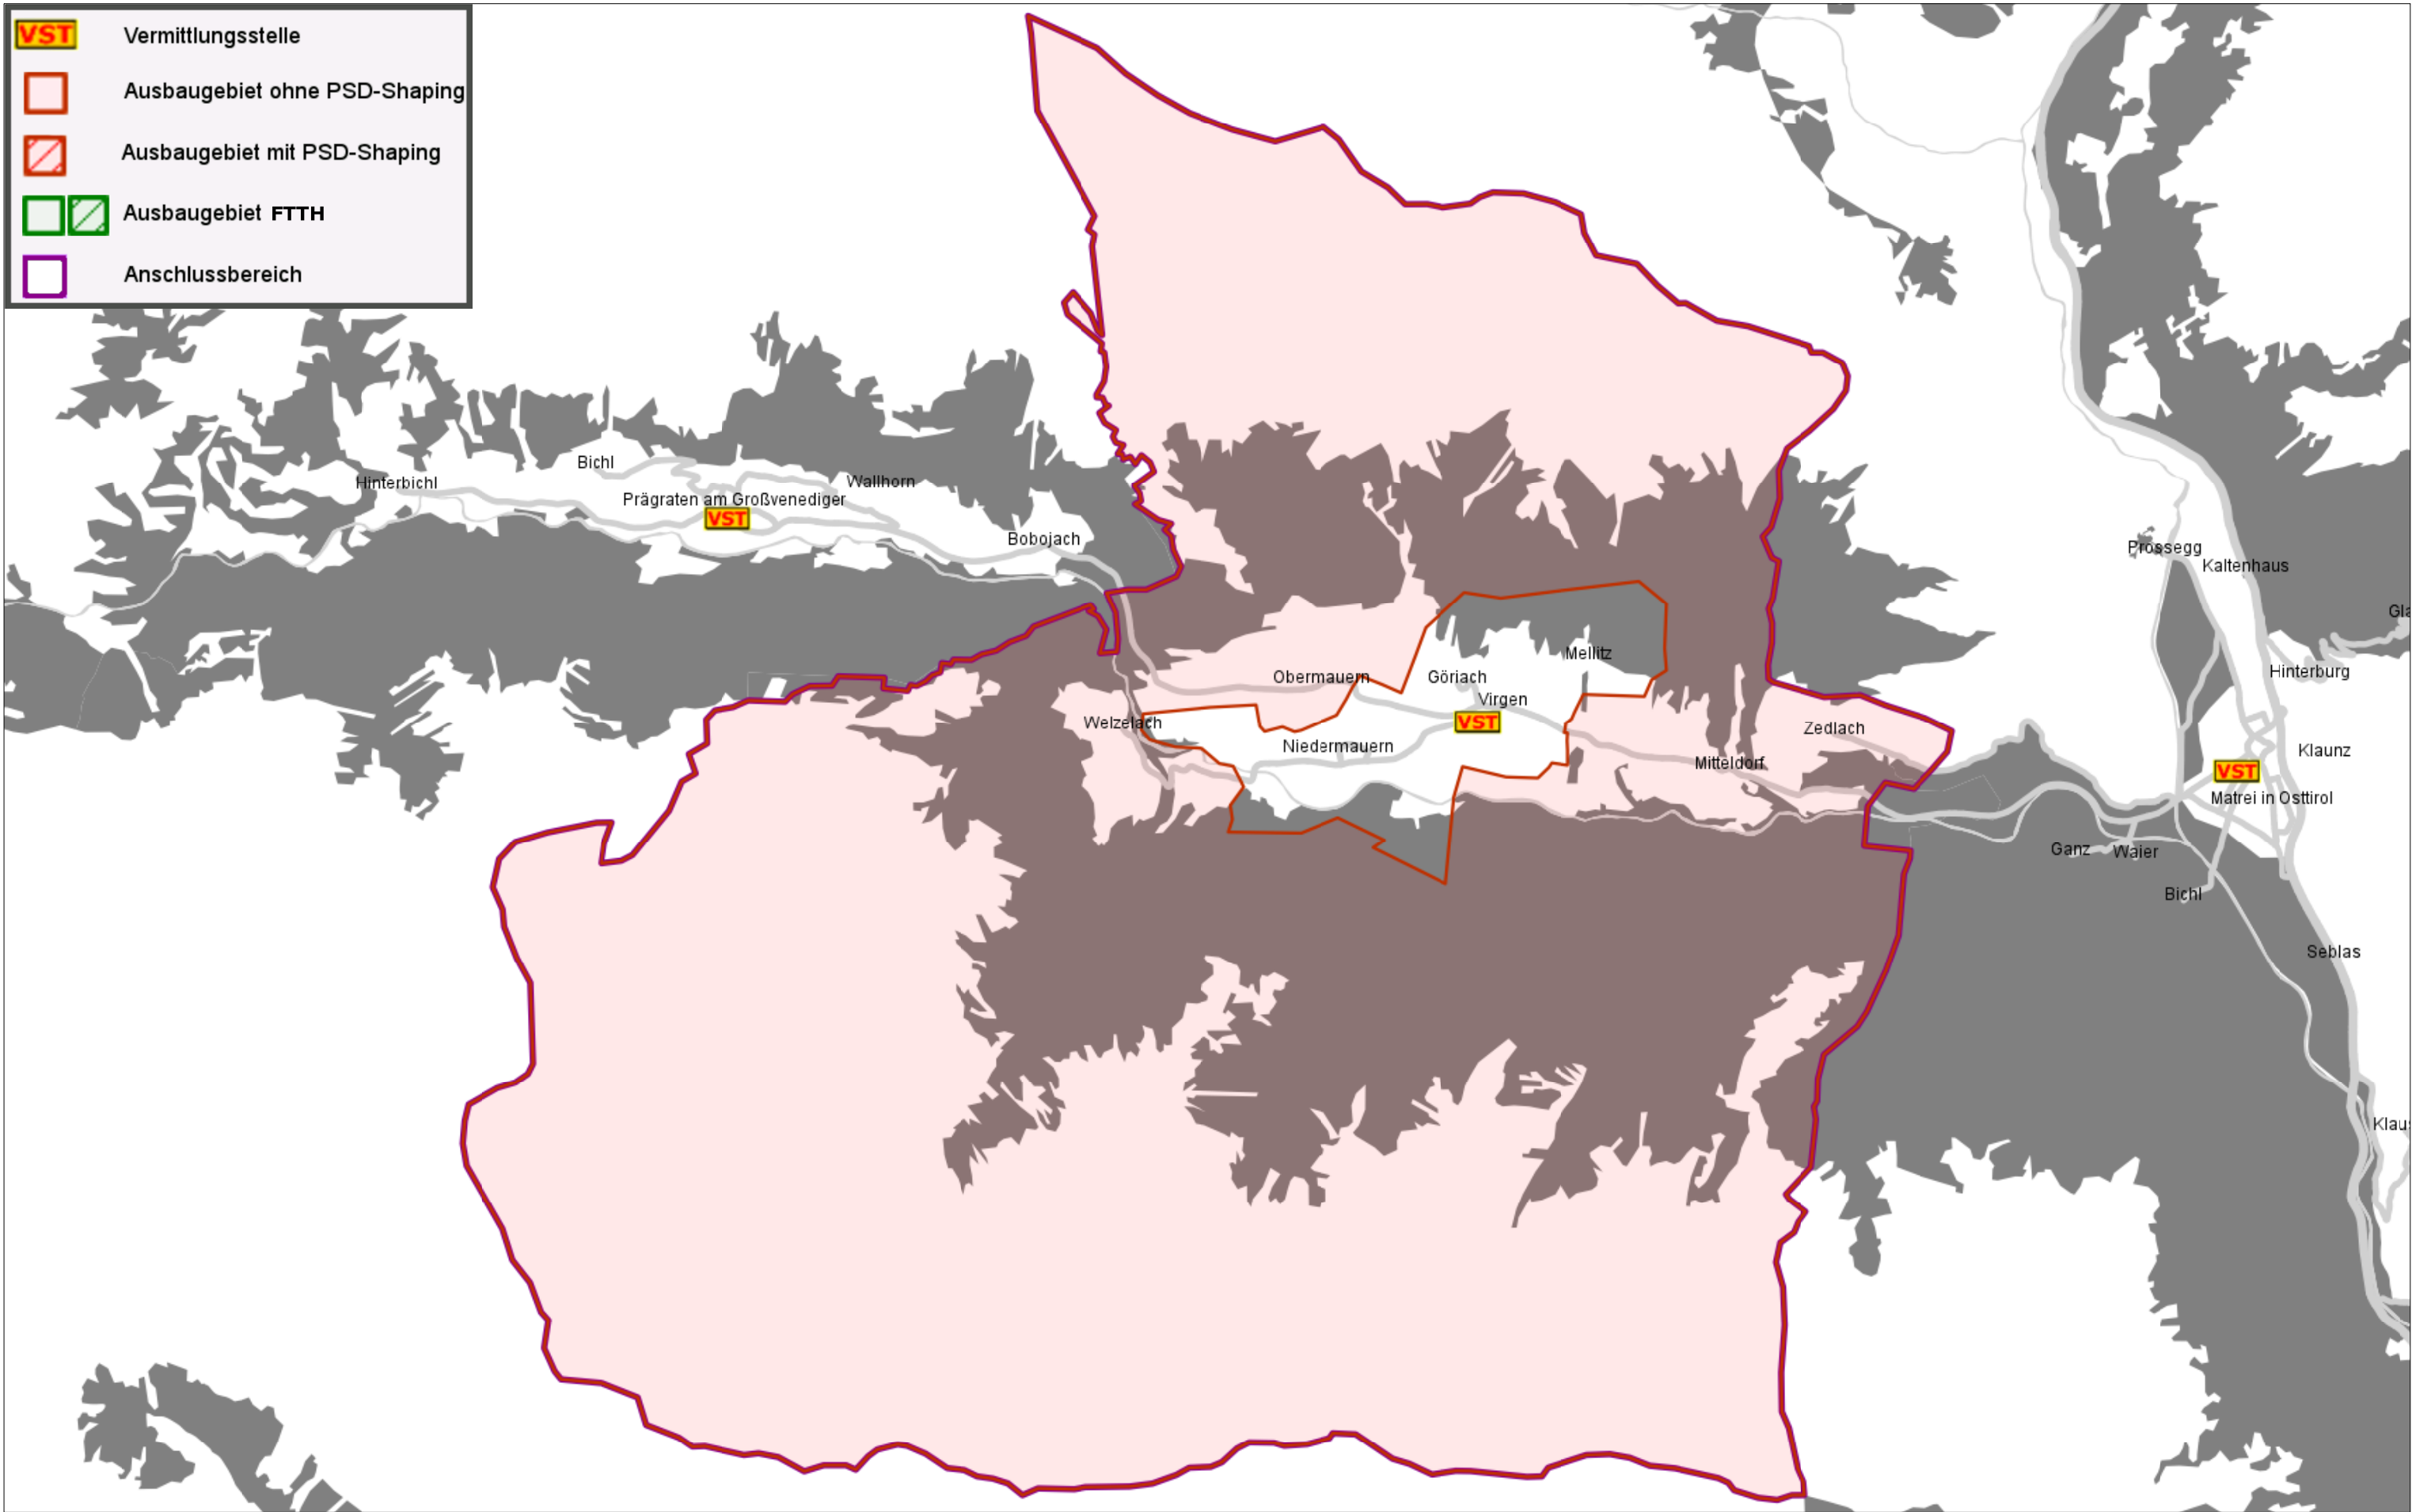 VST Vermittlungsstelle
Ausbaugebiet ohne PSD-Shaping
Ausbaugebiet mit PSD-Shaping
Ausbaugebiet FTTH
Anschlussbereich
Bichl
Hinterbichl
Wallhorn
Prägraten am Großvenediger
VST
Bobojach
Prossegg
Kaltenhaus
Gla
Hinterburg
Mellitz
Obermauern
Göriach
Virgen
VST
Welzelach
Niedermauern
Zedlach
Mitteldorf
Klaunz
VST
Matrei in Osttirol
Ganz
Waier
Bichl
Seblas
Klaus